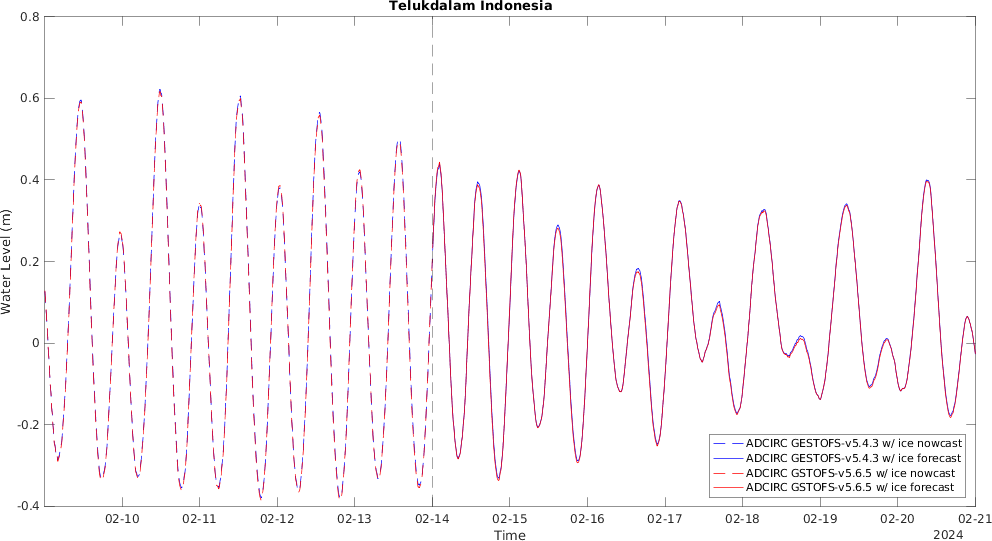 Telukdalam Indonesia
0.8
0.6
0.4
0.2
0
-0.2
-0.4
Water Level (m)
ADCIRC GESTOFS-v5.4.3 w/ ice nowcast
ADCIRC GESTOFS-v5.4.3 w/ ice forecast
ADCIRC GSTOFS-v5.6.5 w/ ice nowcast
ADCIRC GSTOFS-v5.6.5 w/ ice forecast
02-10 02-11 02-12 02-13 02-14 02-15 02-16 02-17 02-18 02-19 02-20 02-21
Time
2024